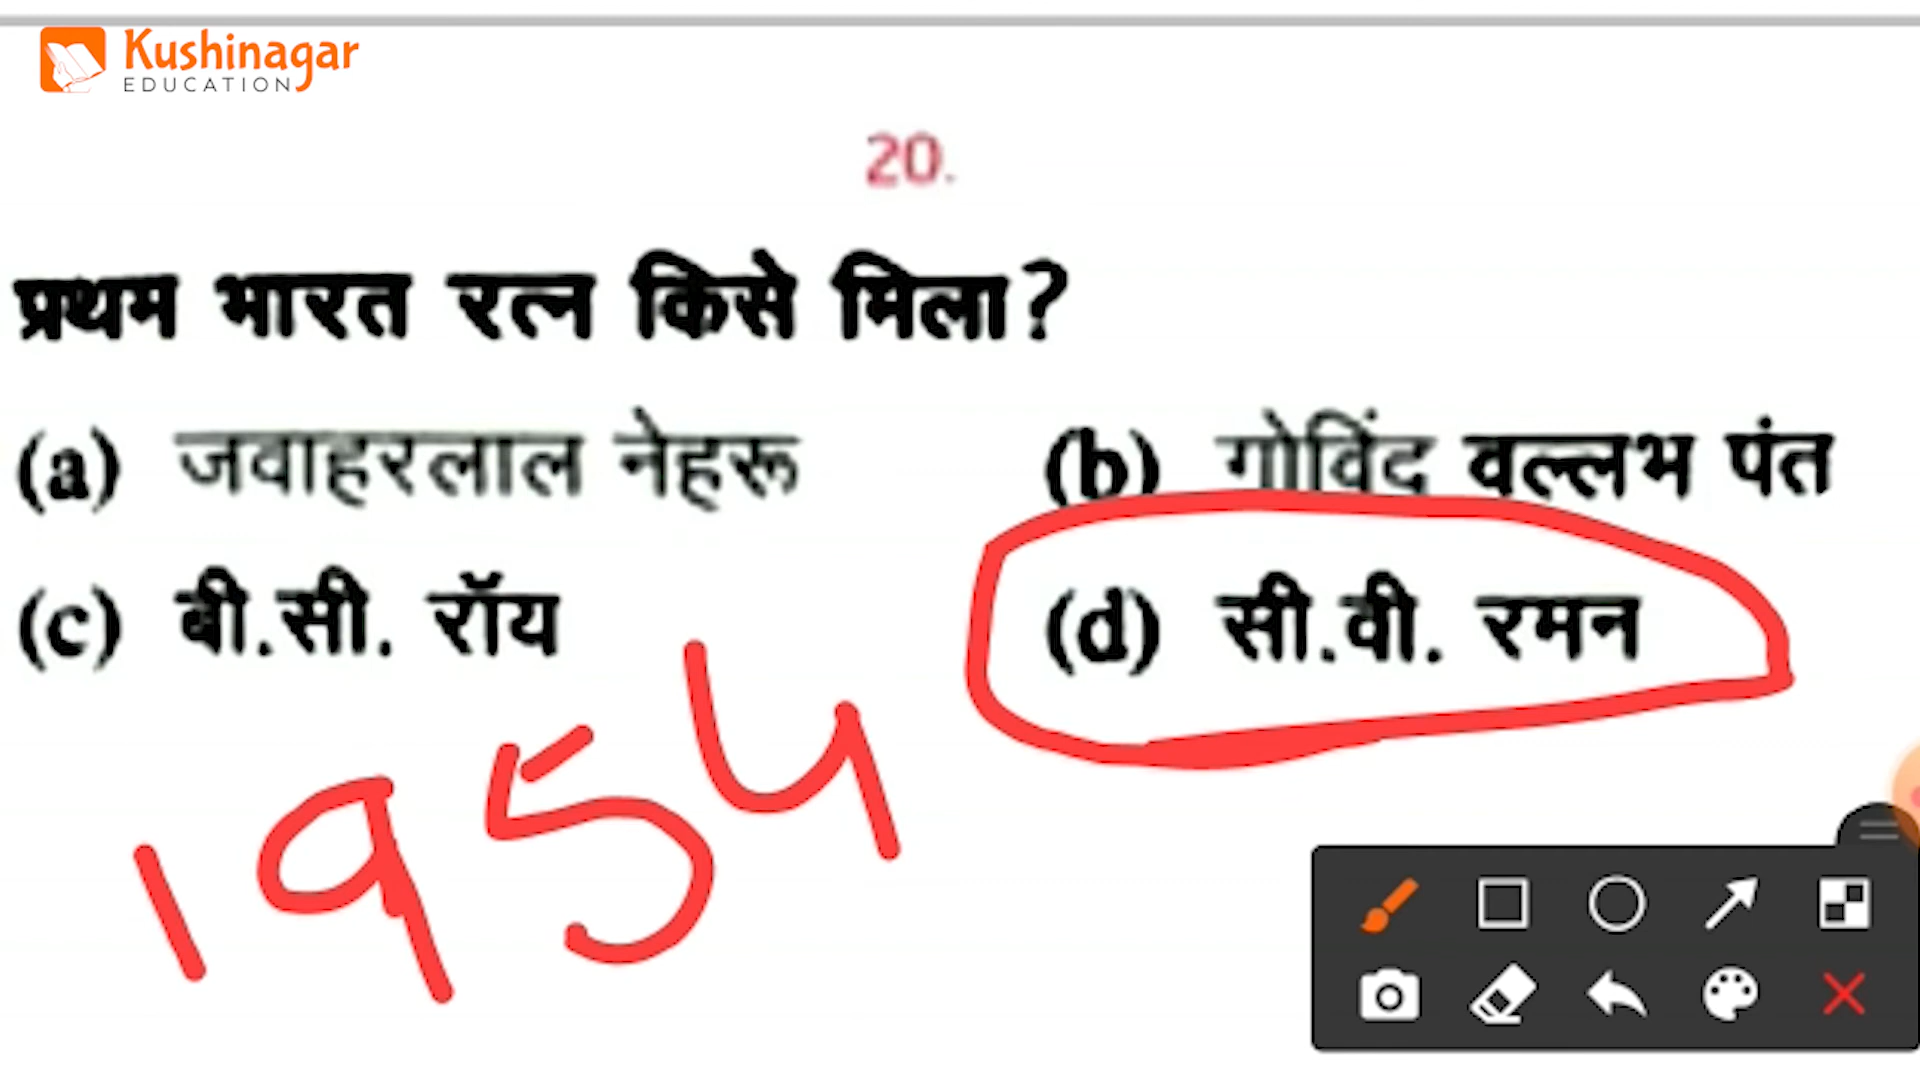 Kushinagar
EDUCATION
20.
प्रथम भारत रत्न किसे मिला?
(a) जवाहरलाल नेहरू
(b) गोविंद वल्लभ पंत
(c) बी.सी. रॉय
(d) सी.वी. रमन
1954